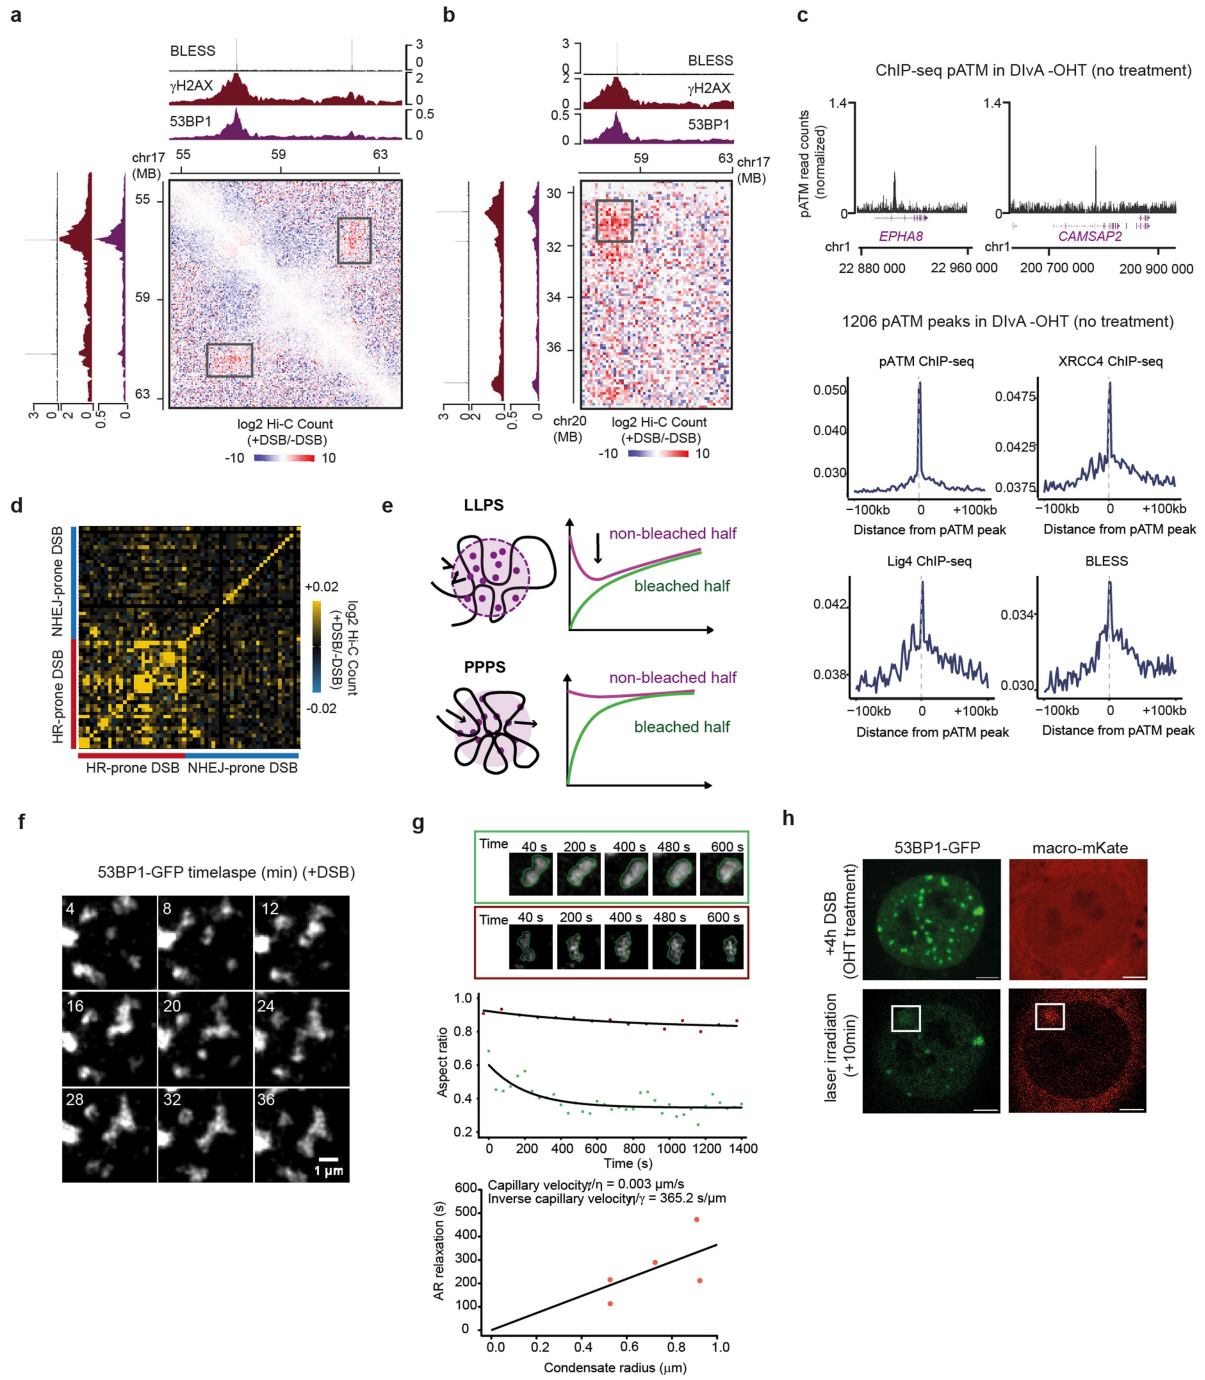 a
BLESS
3
0
γH2AX
2
0
53BP1
0.5
0
chr17
(MB)
55
59
63
55
59
63
3
0
2
0
0.5
0
log2 Hi-C Count
(+DSB/-DSB)
-10
10
b
3
0
BLESS
2
0
γH2AX
0.5
0
53BP1
59
63
chr17
(MB)
30
32
34
36
3
0
2
0
0.5
0
chr20
(MB)
log2 Hi-C Count
(+DSB/-DSB)
-10
10
c
ChIP-seq pATM in DIvA -OHT (no treatment)
pATM read counts
(normalized)
1.4
0
EPHA8
chr1
22 880 000
22 960 000
1.4
0
CAMSAP2
chr1
200 700 000
200 900 000
1206 pATM peaks in DIvA -OHT (no treatment)
pATM ChIP-seq
0.050
0.040
0.030
−100kb
0
+100kb
Distance from pATM peak
XRCC4 ChIP-seq
0.0475
0.0425
0.0375
−100kb
0
+100kb
Distance from pATM peak
Lig4 ChIP-seq
0.042
0.038
−100kb
0
+100kb
Distance from pATM peak
BLESS
0.034
0.030
−100kb
0
+100kb
Distance from pATM peak
d
NHEJ-prone DSB
HR-prone DSB
HR-prone DSB
NHEJ-prone DSB
+0.02
-0.02
log2 Hi-C Count
(+DSB/-DSB)
e
LLPS
non-bleached half
bleached half
PPPS
non-bleached half
bleached half
f
53BP1-GFP timelaspe (min) (+DSB)
4
8
12
16
20
24
28
32
36
1 µm
g
Time
40 s
200 s
400 s
480 s
600 s
Time
40 s
200 s
400 s
480 s
600 s
Aspect ratio
1.0
0.8
0.6
0.4
0.2
0
200
400
600
800
1000
1200
1400
Time (s)
Capillary velocity γ/η = 0.003 µm/s
Inverse capillary velocity η/γ = 365.2 s/µm
AR relaxation (s)
600
500
400
300
200
100
0
0.0
0.2
0.4
0.6
0.8
1.0
Condensate radius (µm)
h
53BP1-GFP
macro-mKate
+4h DSB
(OHT treatment)
laser irradiation
(+10min)